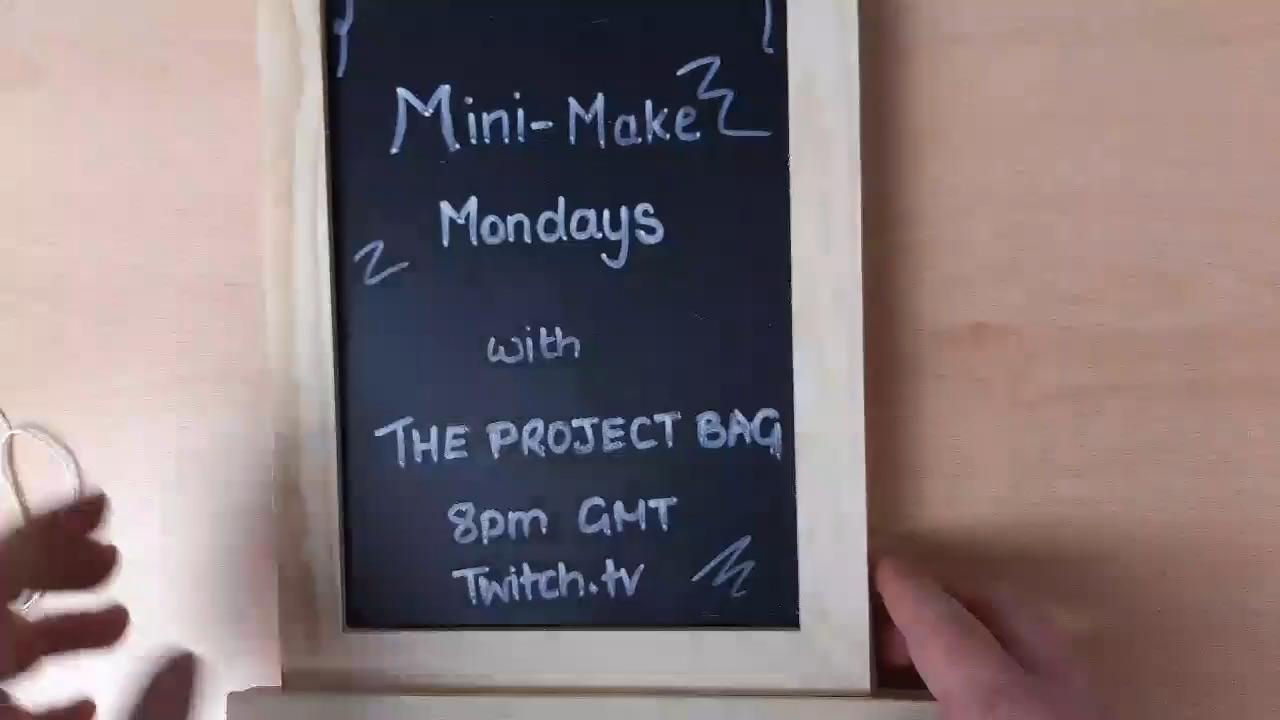 Mini-Make
Mondays
with
THE PROJECT BAG
8pm GMT
Twitch.tv